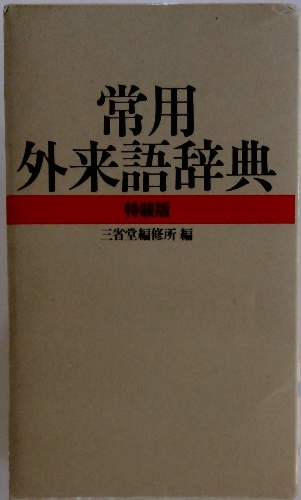 常用
外来語辞典
特装版
三省堂編修所 編